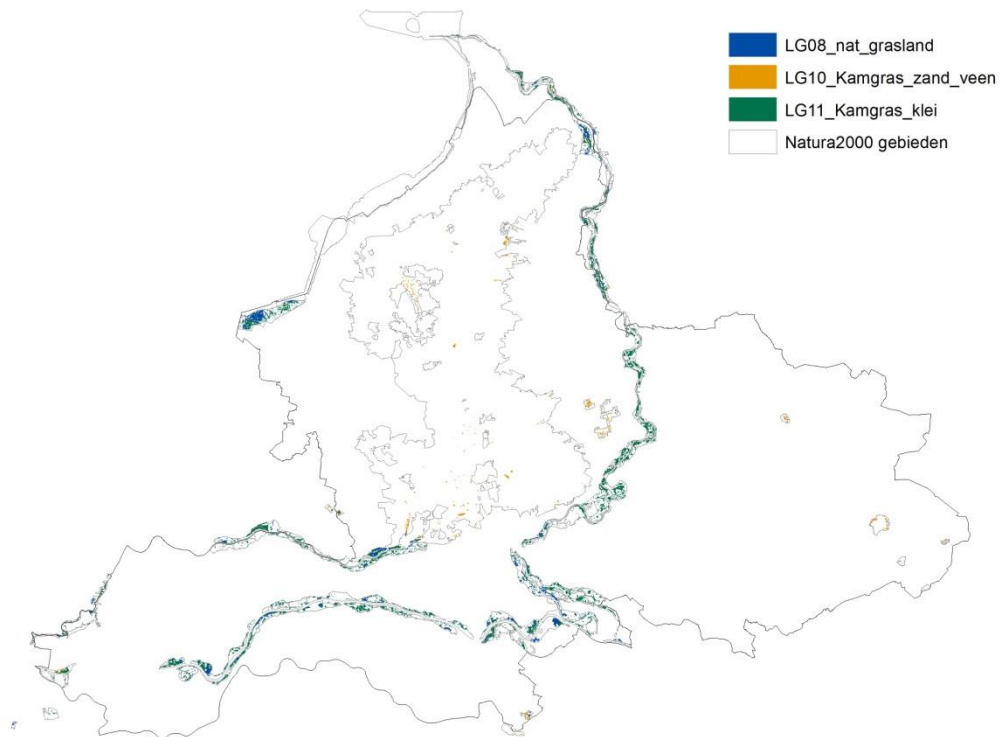 LG08_nat_grasland
LG10_Kamgras_zand_veen
LG11_Kamgras_klei
Natura2000 gebieden